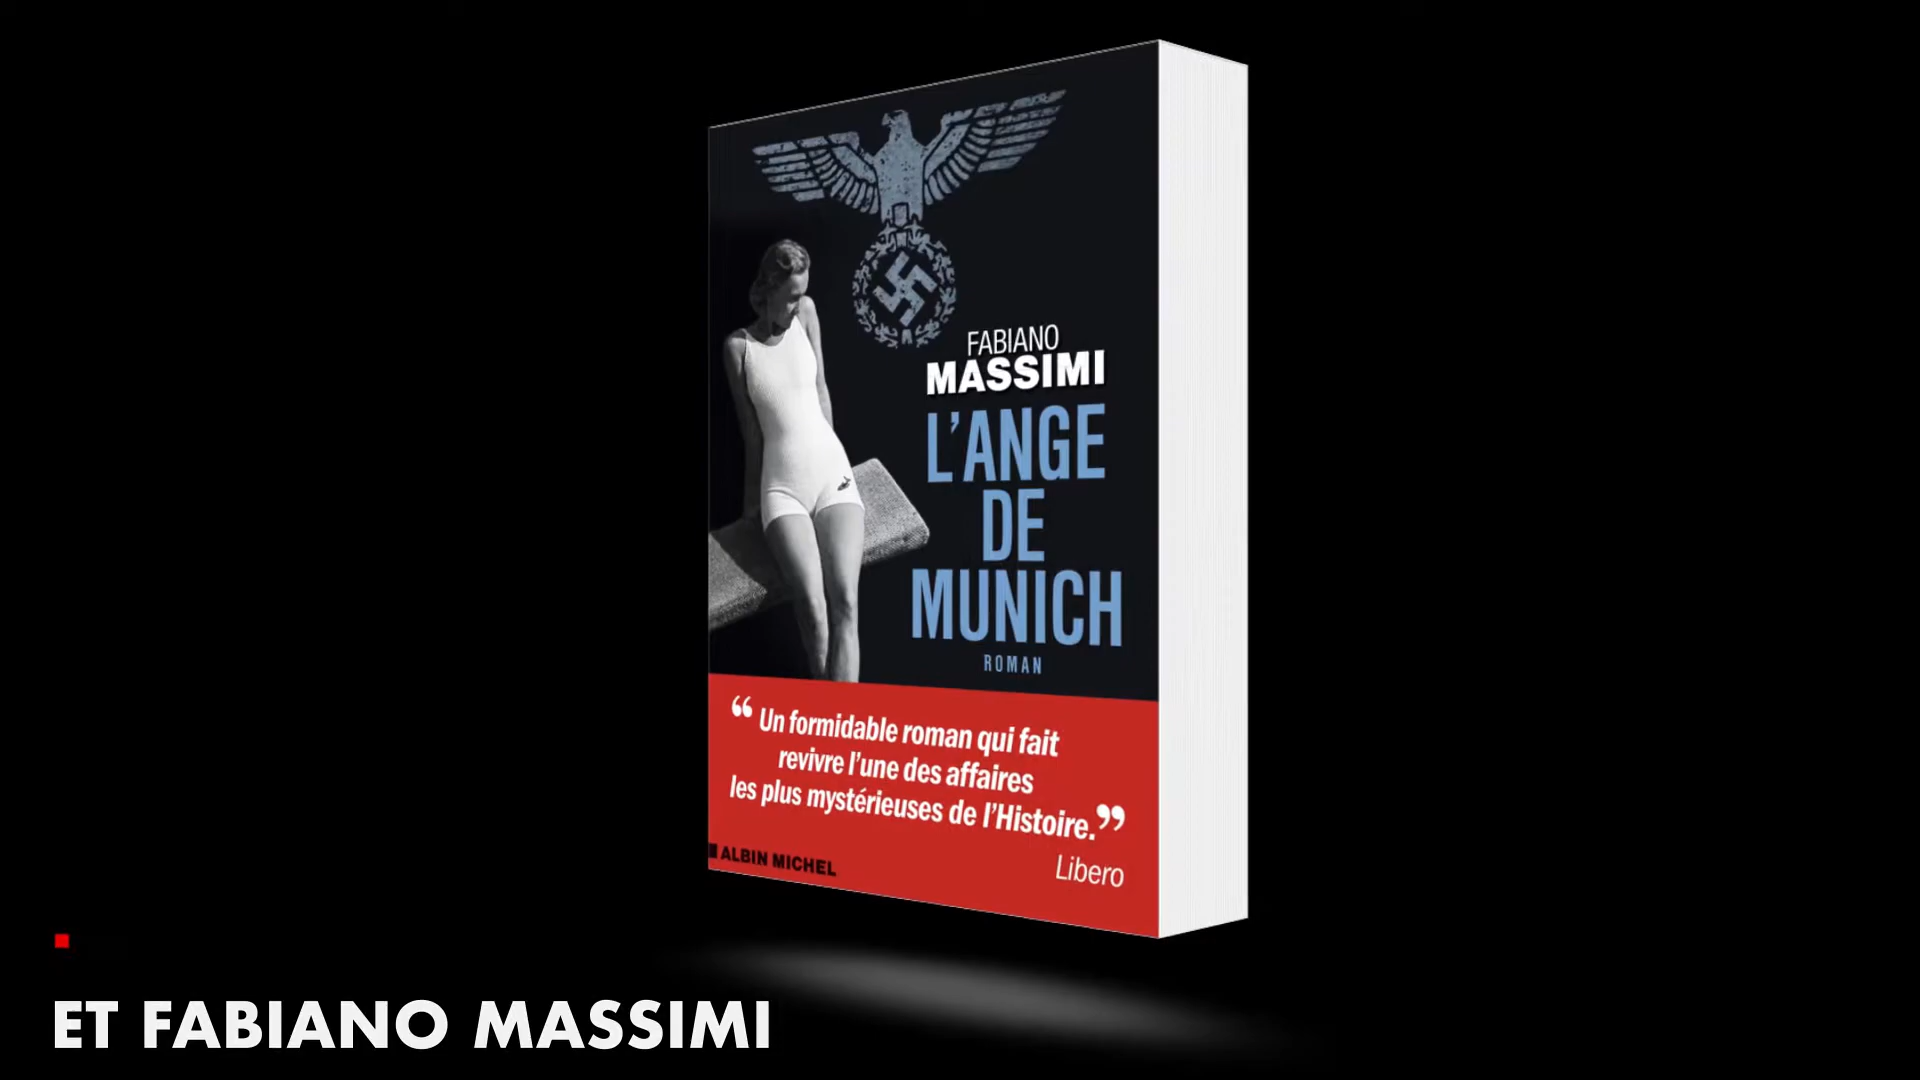 FABIANO
MASSIMI
L'ANGE
DE
MUNICH
ROMAN
“ Un formidable roman qui fait
revivre l'une des affaires
les plus mystérieuses de l'Histoire.”
Libero
ALBIN MICHEL
ET FABIANO MASSIMI